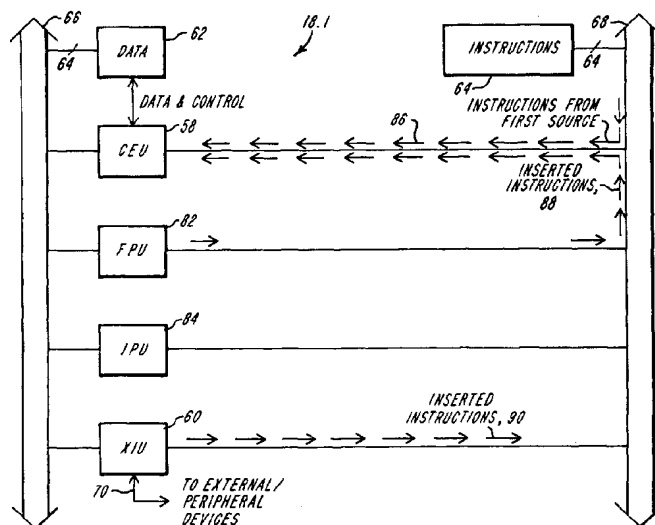 66
DATA
62
18.1
INSTRUCTIONS
68
64
64
64
DATA & CONTROL
58
CEU
86
INSTRUCTIONS FROM
FIRST SOURCE
INSERTED
INSTRUCTIONS,
88
82
FPU
84
IPU
60
XIU
INSERTED
INSTRUCTIONS, 90
70
TO EXTERNAL/
PERIPHERAL
DEVICES